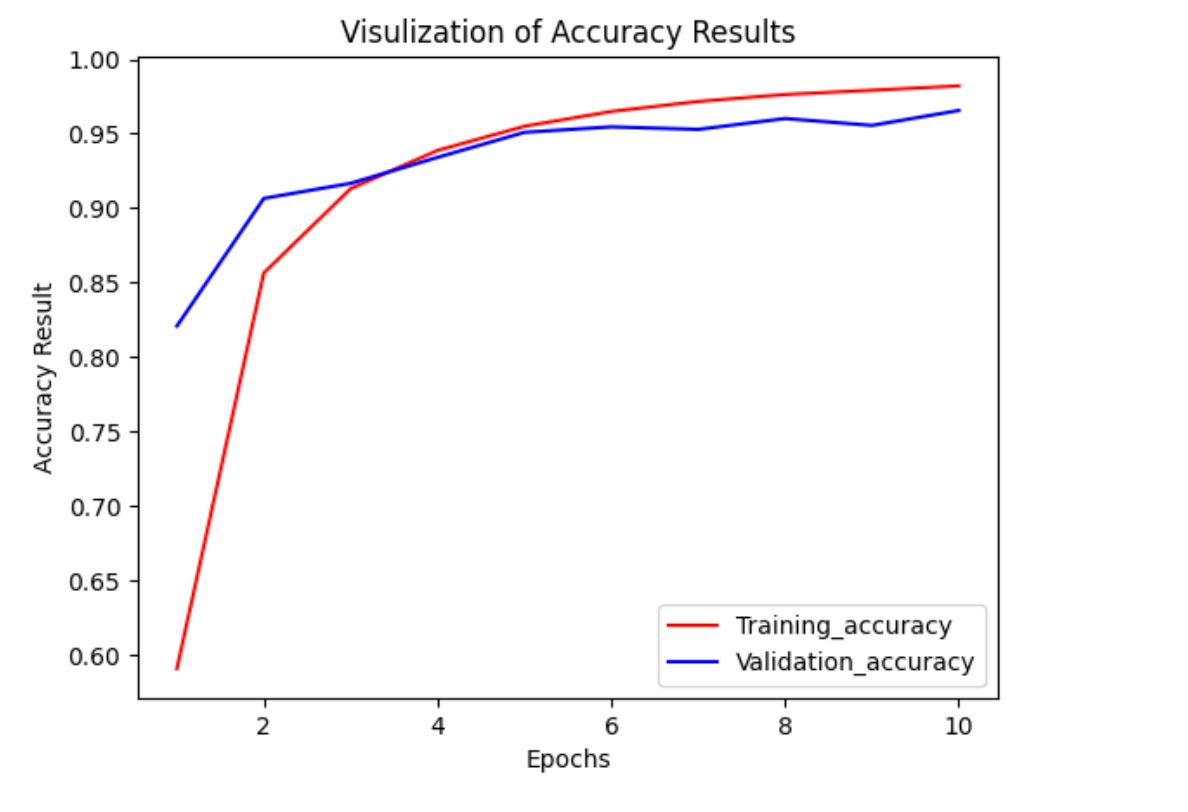 Visulization of Accuracy Results
1.00
0.95
0.90
0.85
0.80
0.75
0.70
0.65
0.60
Accuracy Result
Training_accuracy
Validation_accuracy
2 4 6 8 10
Epochs